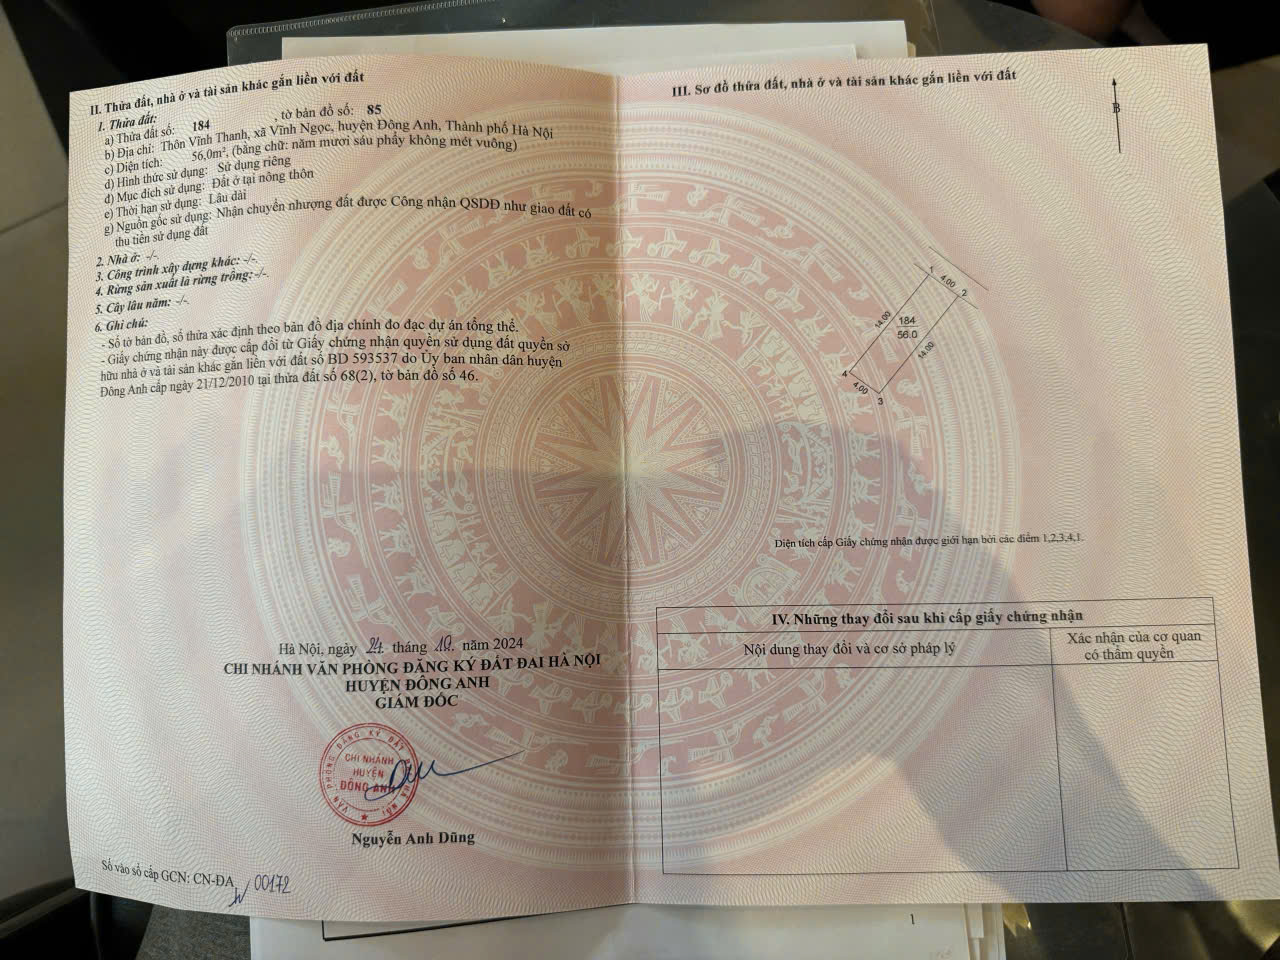 II. Thửa đất, nhà ở và tài sản khác gắn liền với đất
1. Thửa đất:
a) Thửa đất số: 184 , tờ bản đồ số: 85
b) Địa chỉ: Thôn Vĩnh Thanh, xã Vĩnh Ngọc, huyện Đông Anh, Thành phố Hà Nội
c) Diện tích: 56,0m², (bằng chữ: năm mươi sáu phẩy không mét vuông)
d) Hình thức sử dụng: Sử dụng riêng
đ) Mục đích sử dụng: Đất ở tại nông thôn
e) Thời hạn sử dụng: Lâu dài
g) Nguồn gốc sử dụng: Nhận chuyển nhượng đất được Công nhận QSDĐ như giao đất có
thu tiền sử dụng đất
2. Nhà ở: -/-.
3. Công trình xây dựng khác: -/-.
4. Rừng sản xuất là rừng trồng: -/-.
5. Cây lâu năm: -/-.
6. Ghi chú:
- Số tờ bản đồ, số thửa xác định theo bản đồ địa chính đo đạc dự án tổng thể.
- Giấy chứng nhận này được cấp đổi từ Giấy chứng nhận quyền sử dụng đất quyền sở
hữu nhà ở và tài sản khác gắn liền với đất số BD 593537 do Ủy ban nhân dân huyện
Đông Anh cấp ngày 21/12/2010 tại thửa đất số 68(2), tờ bản đồ số 46.
Hà Nội, ngày 24 tháng 10 năm 2024
CHI NHÁNH VĂN PHÒNG ĐĂNG KÝ ĐẤT ĐAI HÀ NỘI
HUYỆN ĐÔNG ANH
GIÁM ĐỐC
VĂN PHÒNG ĐĂNG KÝ ĐẤT HÀ NỘI
CHI NHÁNH
HUYỆN
ĐÔNG ANH
Nguyễn Anh Dũng
Số vào sổ cấp GCN: CN-ĐA 00172
III. Sơ đồ thửa đất, nhà ở và tài sản khác gắn liền với đất
B
1
4.00
2
14.00
184
56.0
14.00
4
4.00
3
Diện tích cấp Giấy chứng nhận được giới hạn bởi các điểm 1,2,3,4,1.
IV. Những thay đổi sau khi cấp giấy chứng nhận
Nội dung thay đổi và cơ sở pháp lý
Xác nhận của cơ quan
có thẩm quyền
1